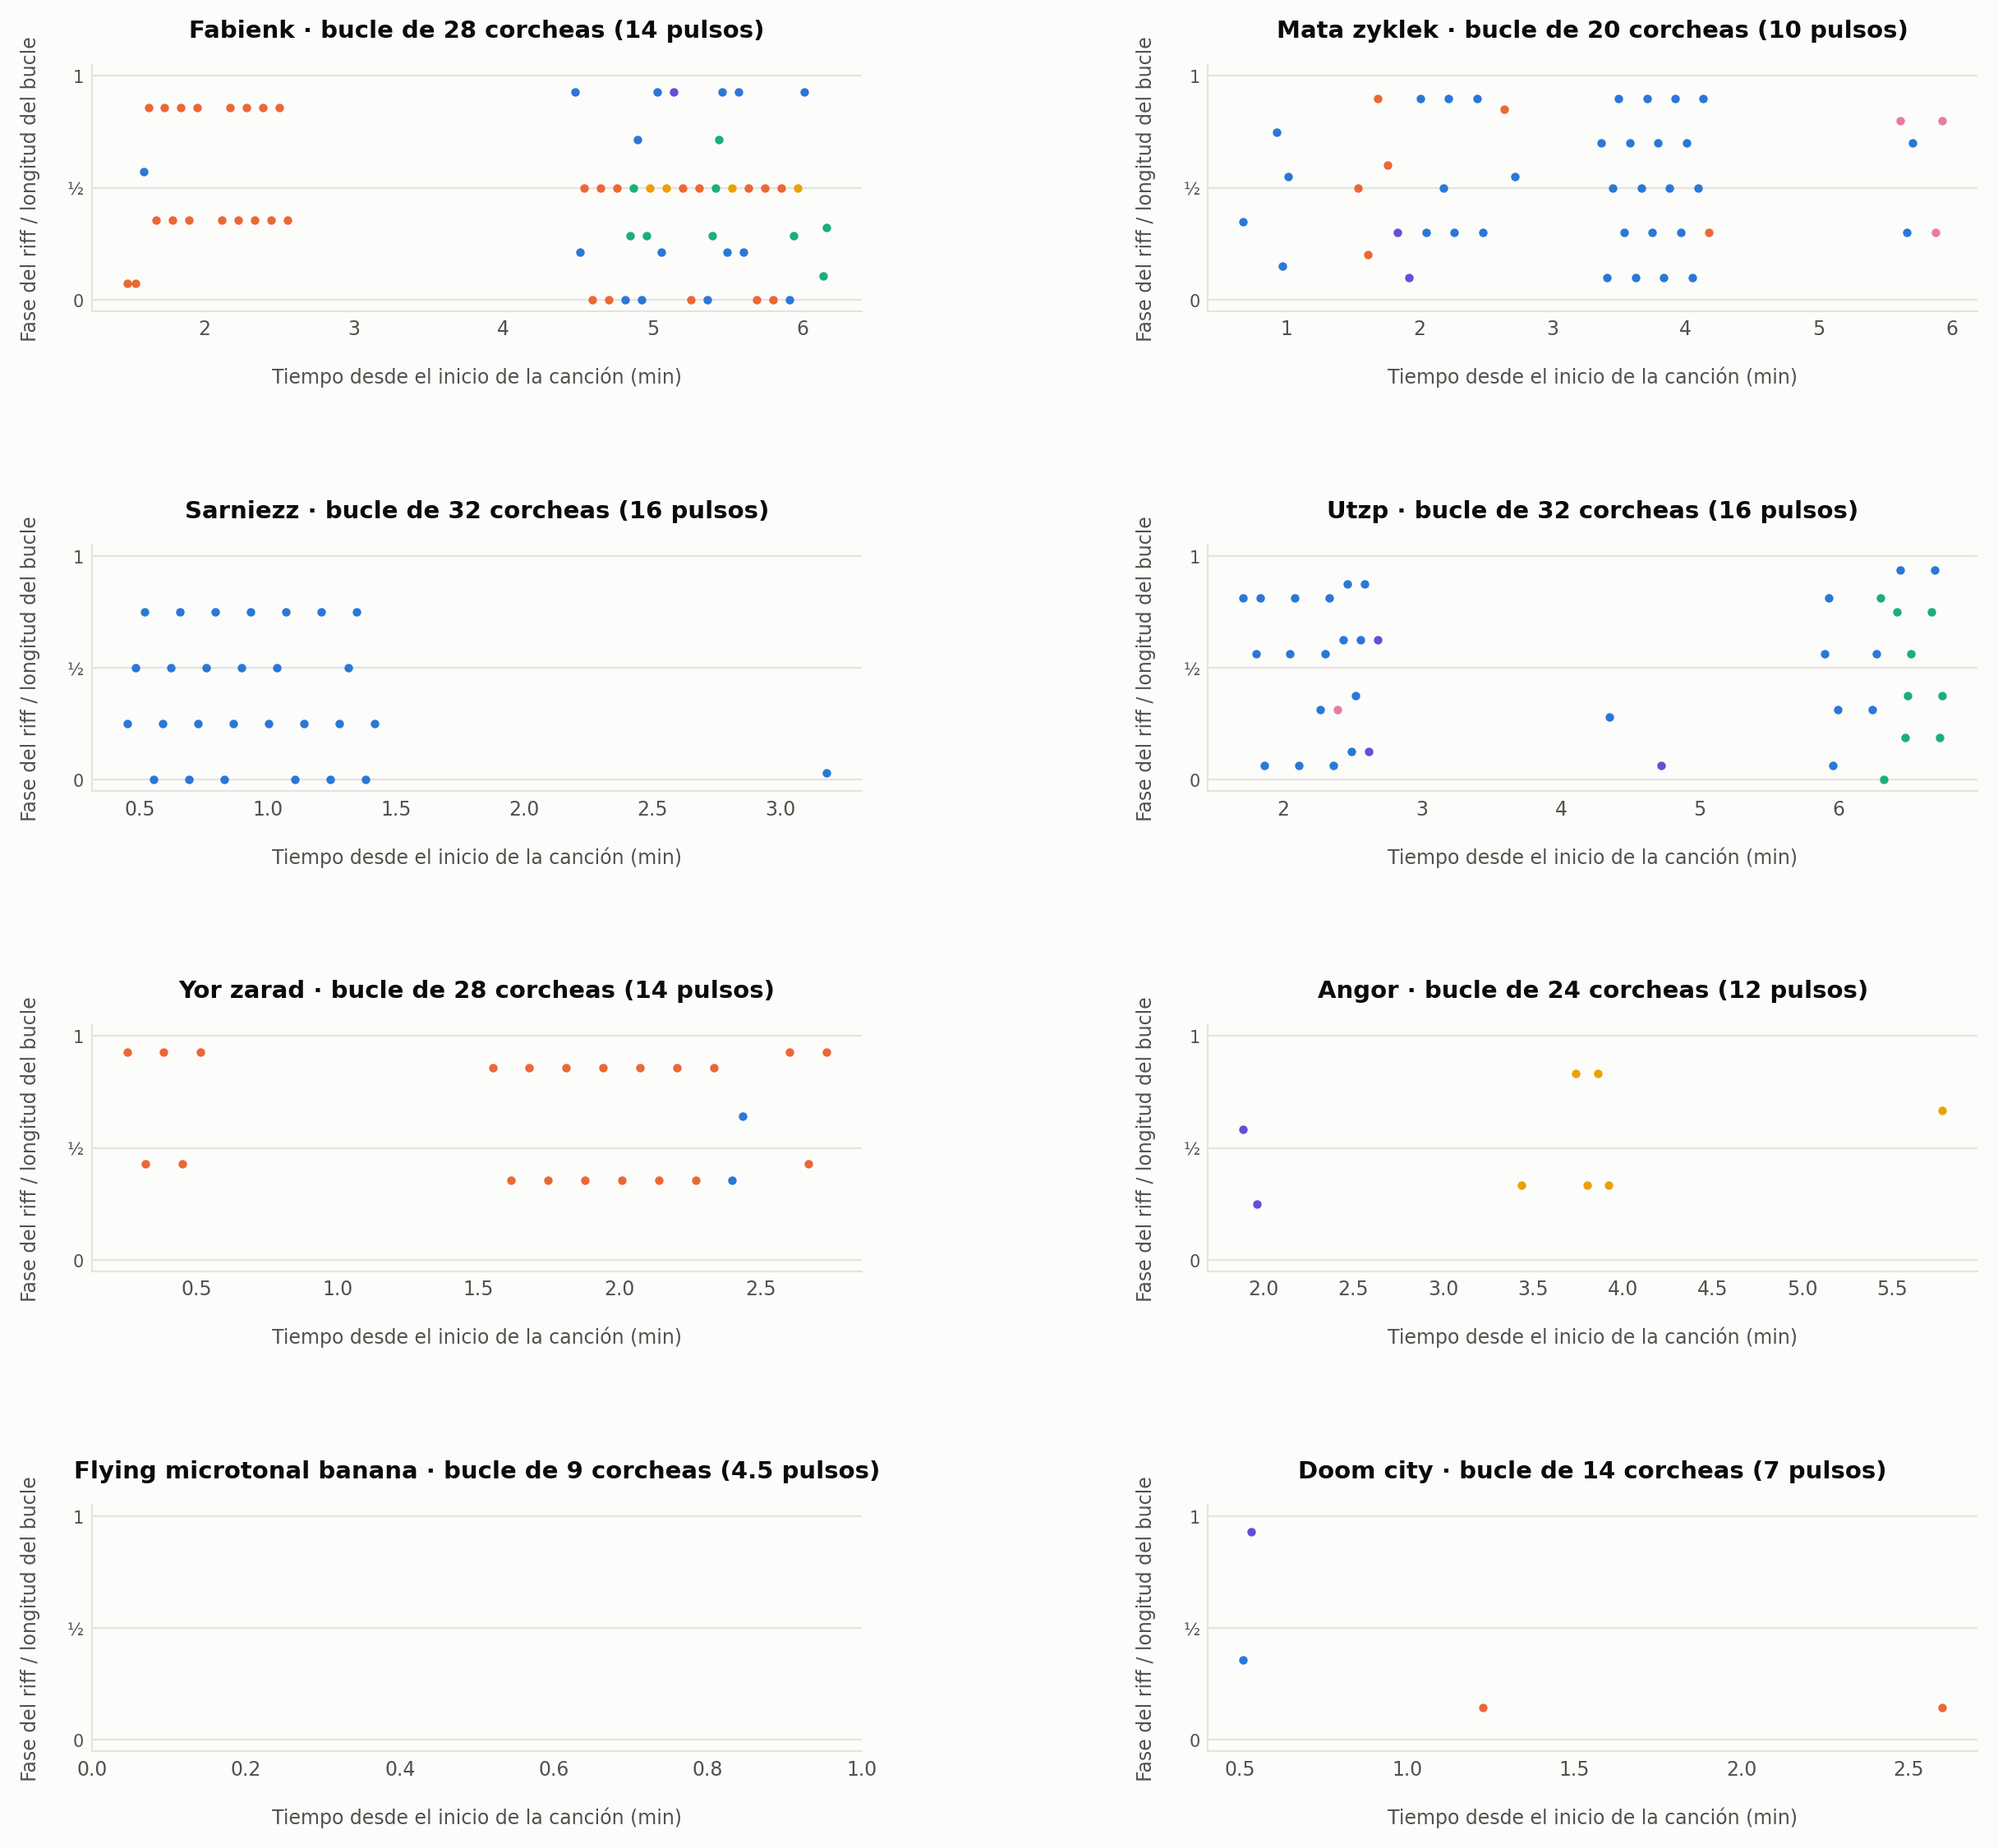 Fabienk · bucle de 28 corcheas (14 pulsos)
Fase del riff / longitud del bucle
1
½
0
2 3 4 5 6
Tiempo desde el inicio de la canción (min)
Mata zyklek · bucle de 20 corcheas (10 pulsos)
Fase del riff / longitud del bucle
1
½
0
1 2 3 4 5 6
Tiempo desde el inicio de la canción (min)
Sarniezz · bucle de 32 corcheas (16 pulsos)
Fase del riff / longitud del bucle
1
½
0
0.5 1.0 1.5 2.0 2.5 3.0
Tiempo desde el inicio de la canción (min)
Utzp · bucle de 32 corcheas (16 pulsos)
Fase del riff / longitud del bucle
1
½
0
2 3 4 5 6
Tiempo desde el inicio de la canción (min)
Yor zarad · bucle de 28 corcheas (14 pulsos)
Fase del riff / longitud del bucle
1
½
0
0.5 1.0 1.5 2.0 2.5
Tiempo desde el inicio de la canción (min)
Angor · bucle de 24 corcheas (12 pulsos)
Fase del riff / longitud del bucle
1
½
0
2.0 2.5 3.0 3.5 4.0 4.5 5.0 5.5
Tiempo desde el inicio de la canción (min)
Flying microtonal banana · bucle de 9 corcheas (4.5 pulsos)
Fase del riff / longitud del bucle
1
½
0
0.0 0.2 0.4 0.6 0.8 1.0
Tiempo desde el inicio de la canción (min)
Doom city · bucle de 14 corcheas (7 pulsos)
Fase del riff / longitud del bucle
1
½
0
0.5 1.0 1.5 2.0 2.5
Tiempo desde el inicio de la canción (min)